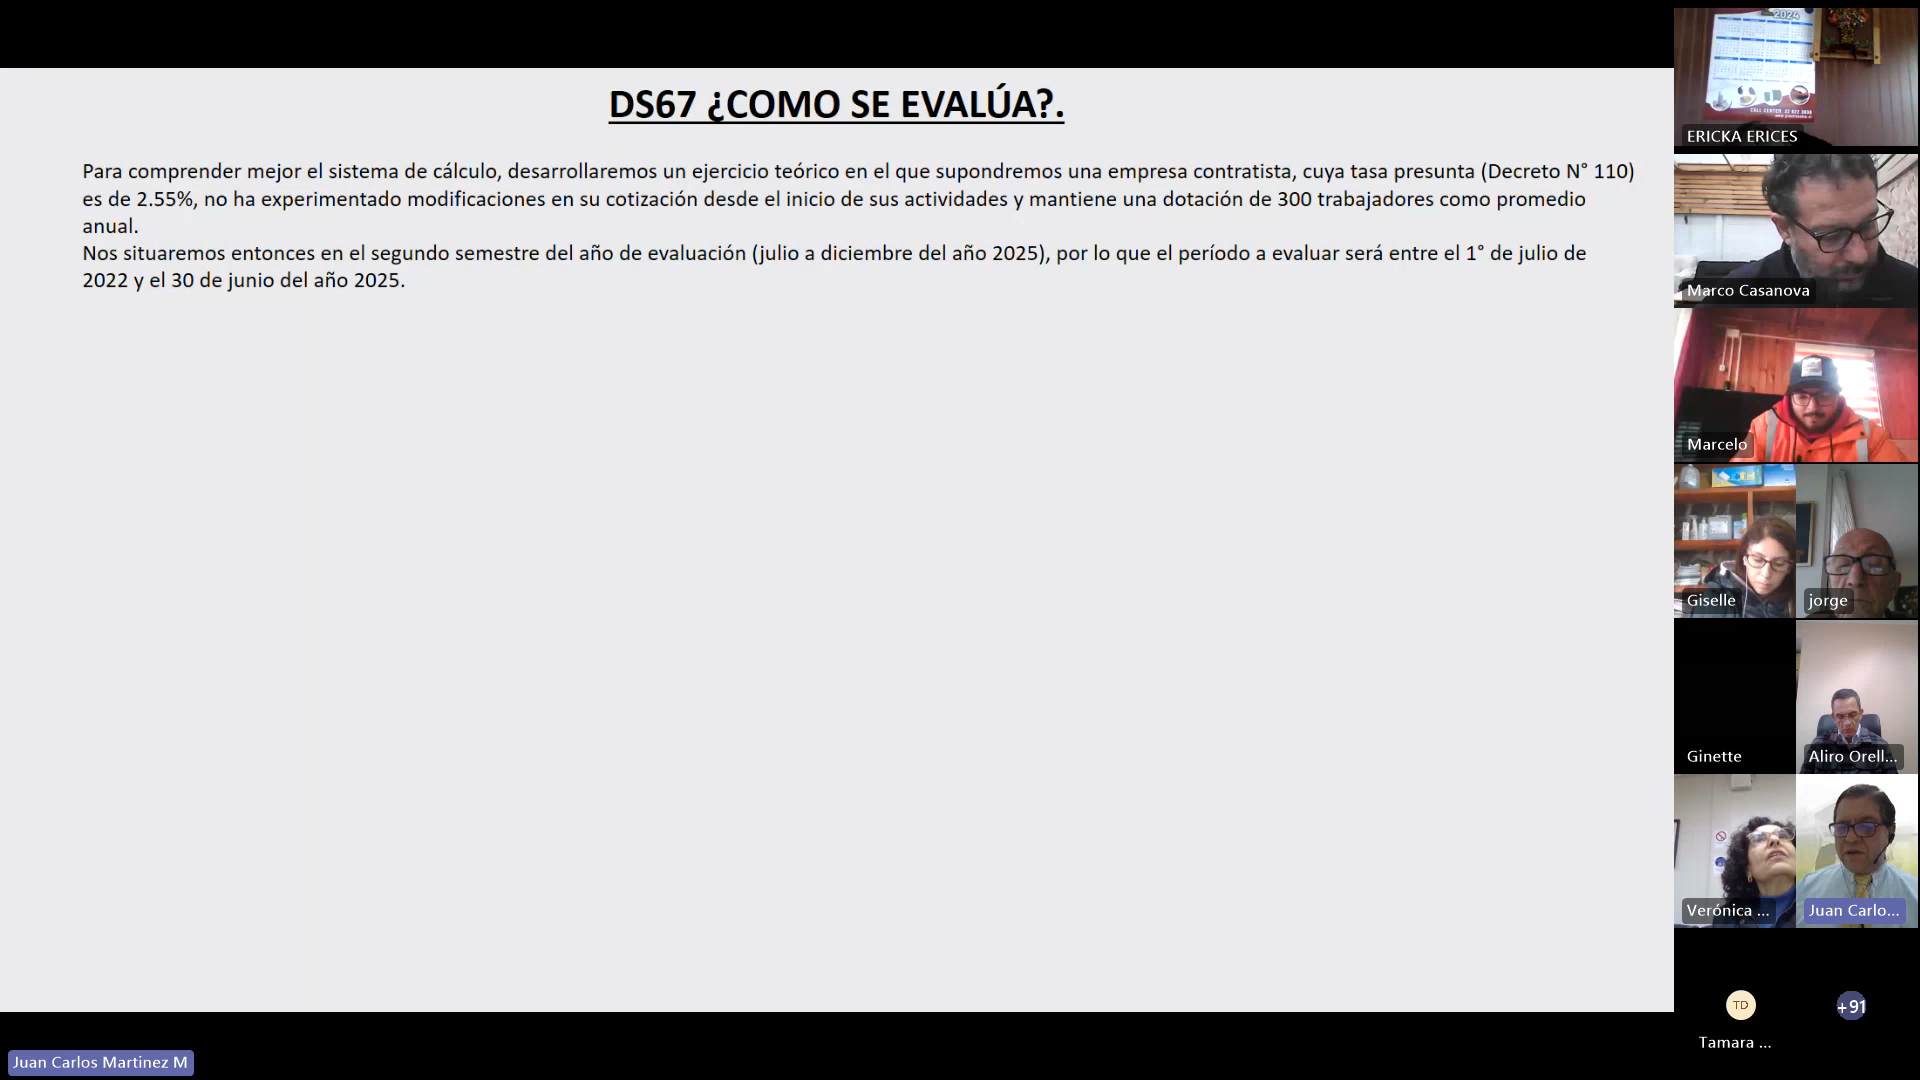 DS67 ¿COMO SE EVALÚA?.
Para comprender mejor el sistema de cálculo, desarrollaremos un ejercicio teórico en el que supondremos una empresa contratista, cuya tasa presunta (Decreto N° 110)
es de 2.55%, no ha experimentado modificaciones en su cotización desde el inicio de sus actividades y mantiene una dotación de 300 trabajadores como promedio
anual.
Nos situaremos entonces en el segundo semestre del año de evaluación (julio a diciembre del año 2025), por lo que el período a evaluar será entre el 1° de julio de
2022 y el 30 de junio del año 2025.
2024
ERICKA ERICES
Marco Casanova
Marcelo
Giselle
jorge
Ginette
Aliro Orell...
Verónica ...
Juan Carlo...
TD
+91
Tamara ...
Juan Carlos Martinez M